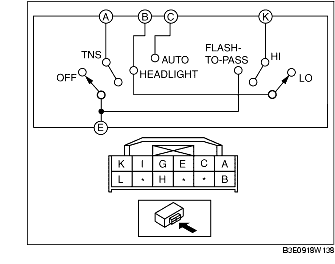 A B C K
TNS FLASH-
TO-PASS HI
AUTO
OFF HEADLIGHT LO
E
K I G E C A
L * H * * B
B3E0918W138